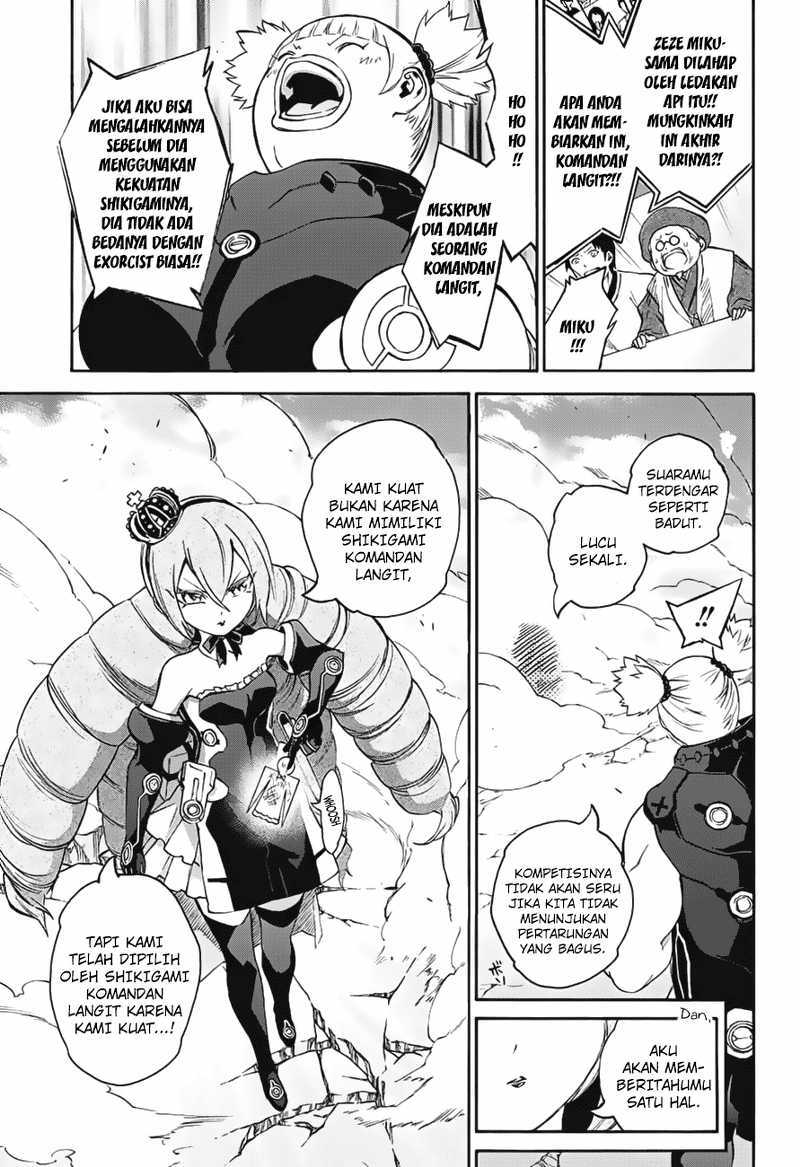 ZEZE MIKU-
SAMA DILAHAP
OLEH LEDAKAN
API ITU!!
MUNGKINKAH
INI AKHIR
DARINYA?!
APA ANDA
AKAN MEM-
BIARKAN INI,
KOMANDAN
LANGIT?!!
MIKU
!!!
HO
HO
HO
!!
MESKIPUN
DIA ADALAH
SEORANG
KOMANDAN
LANGIT,
JIKA AKU BISA
MENGALAHKANNYA
SEBELUM DIA
MENGGUNAKAN
KEKUATAN
SHIKIGAMINYA,
DIA TIDAK ADA
BEDANYA DENGAN
EXORCIST BIASA!!
SUARAMU
TERDENGAR
SEPERTI
BADUT.
LUCU
SEKALI.
!!
KOMPETISINYA
TIDAK AKAN SERU
JIKA KITA TIDAK
MENUNJUKAN
PERTARUNGAN
YANG BAGUS.
ボン
Dan,
AKU
AKAN MEM-
BERITAHUMU
SATU HAL.
KAMI KUAT
BUKAN KARENA
KAMI MIMILIKI
SHIKIGAMI
KOMANDAN
LANGIT,
WHOOSH
TAPI KAMI
TELAH DIPILIH
OLEH SHIKIGAMI
KOMANDAN
LANGIT KARENA
KAMI KUAT...!